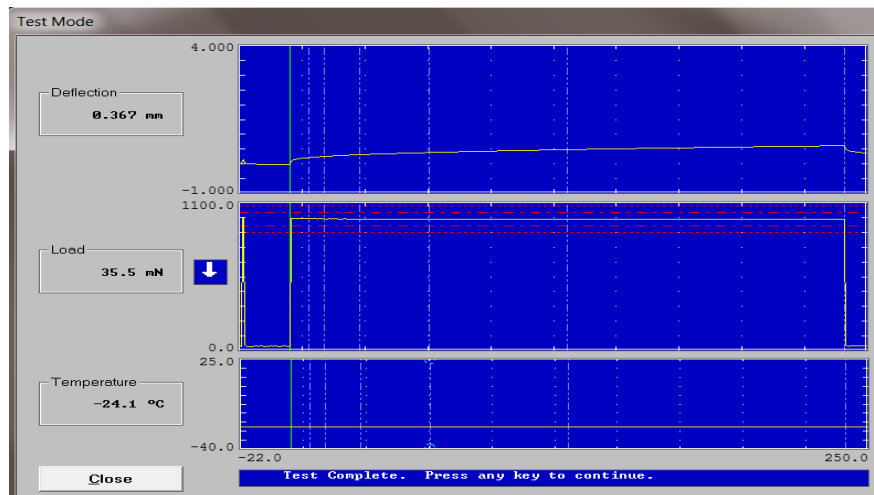 Test Mode
4.000
Deflection
0.367 mm
-1.000
1100.0
Load
35.5 mN
0.0
25.0
Temperature
-24.1 ºC
-40.0
-22.0 250.0
Close
Test Complete. Press any key to continue.